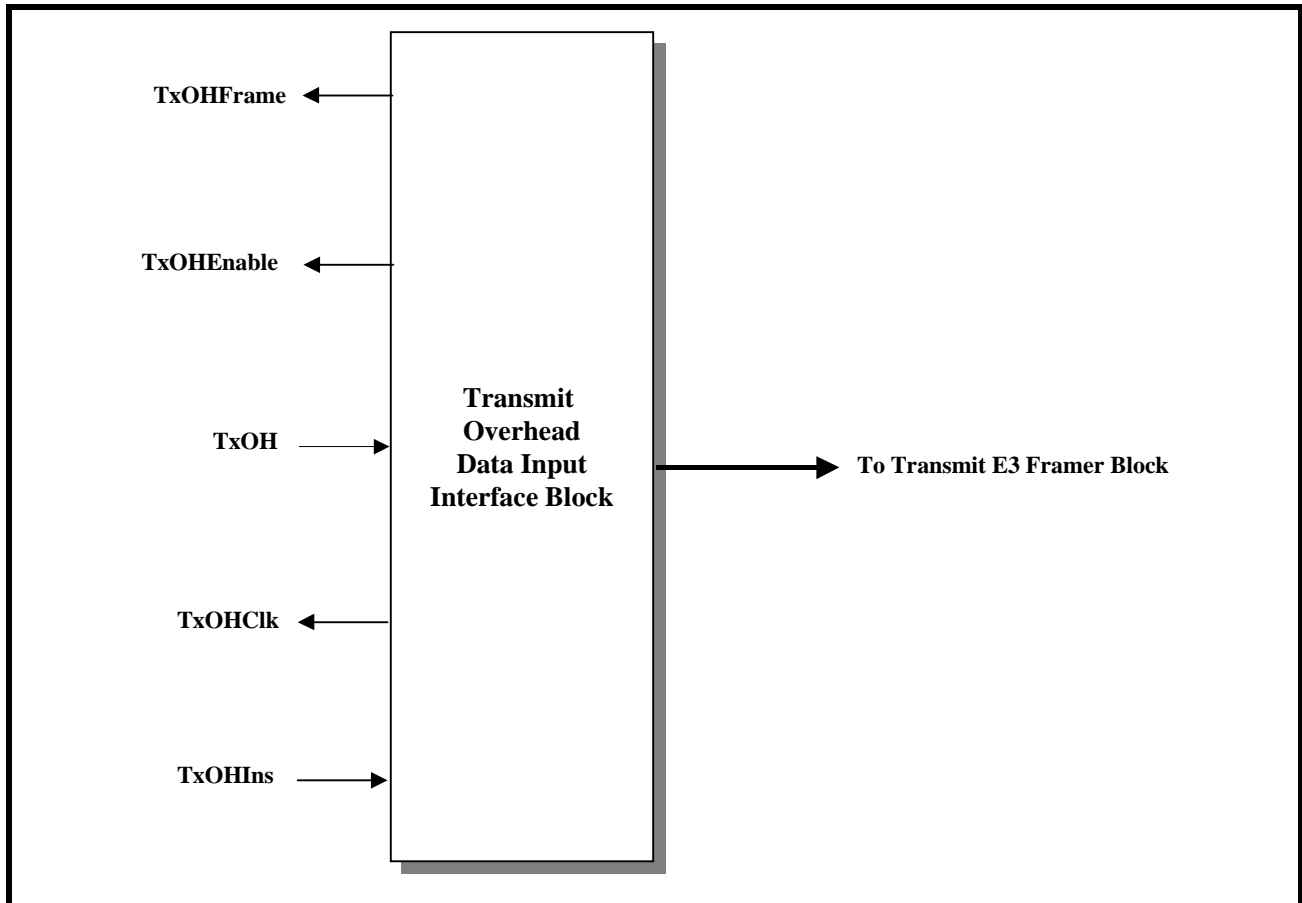 TxOHFrame
TxOHEnable
TxOH
TxOHClk
TxOHIns
Transmit
Overhead
Data Input
Interface Block
To Transmit E3 Framer Block